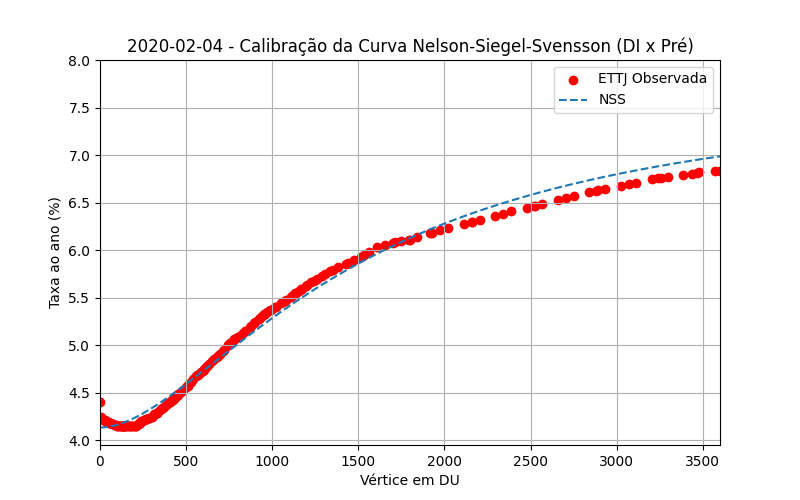 2020-02-04 - Calibração da Curva Nelson-Siegel-Svensson (DI x Pré)
ETTJ Observada
NSS
Taxa ao ano (%)
8.0
7.5
7.0
6.5
6.0
5.5
5.0
4.5
4.0
0 500 1000 1500 2000 2500 3000 3500
Vértice em DU